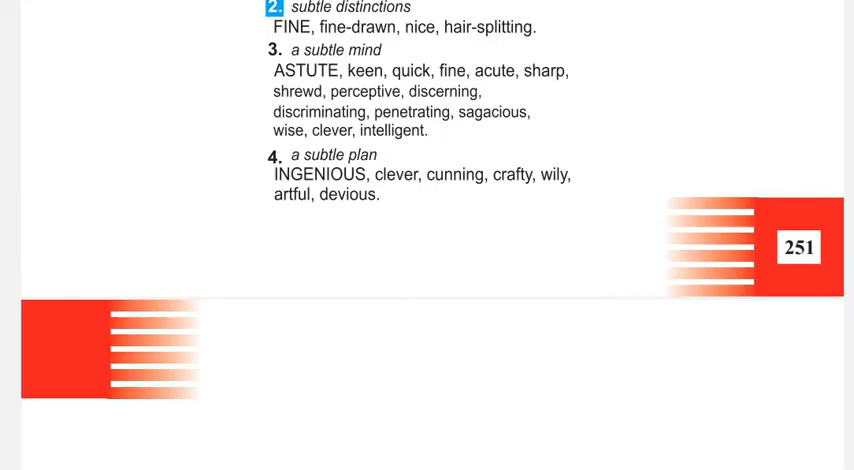 2. subtle distinctions
FINE, fine-drawn, nice, hair-splitting.
3. a subtle mind
ASTUTE, keen, quick, fine, acute, sharp,
shrewd, perceptive, discerning,
discriminating, penetrating, sagacious,
wise, clever, intelligent.
4. a subtle plan
INGENIOUS, clever, cunning, crafty, wily,
artful, devious.
251